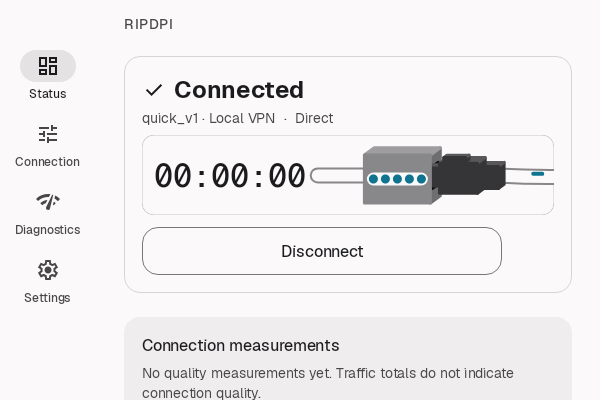 RIPDPI
Status
Connection
Diagnostics
Settings
Connected
quick_v1 · Local VPN · Direct
00:00:00
Disconnect
Connection measurements
No quality measurements yet. Traffic totals do not indicate
connection quality.